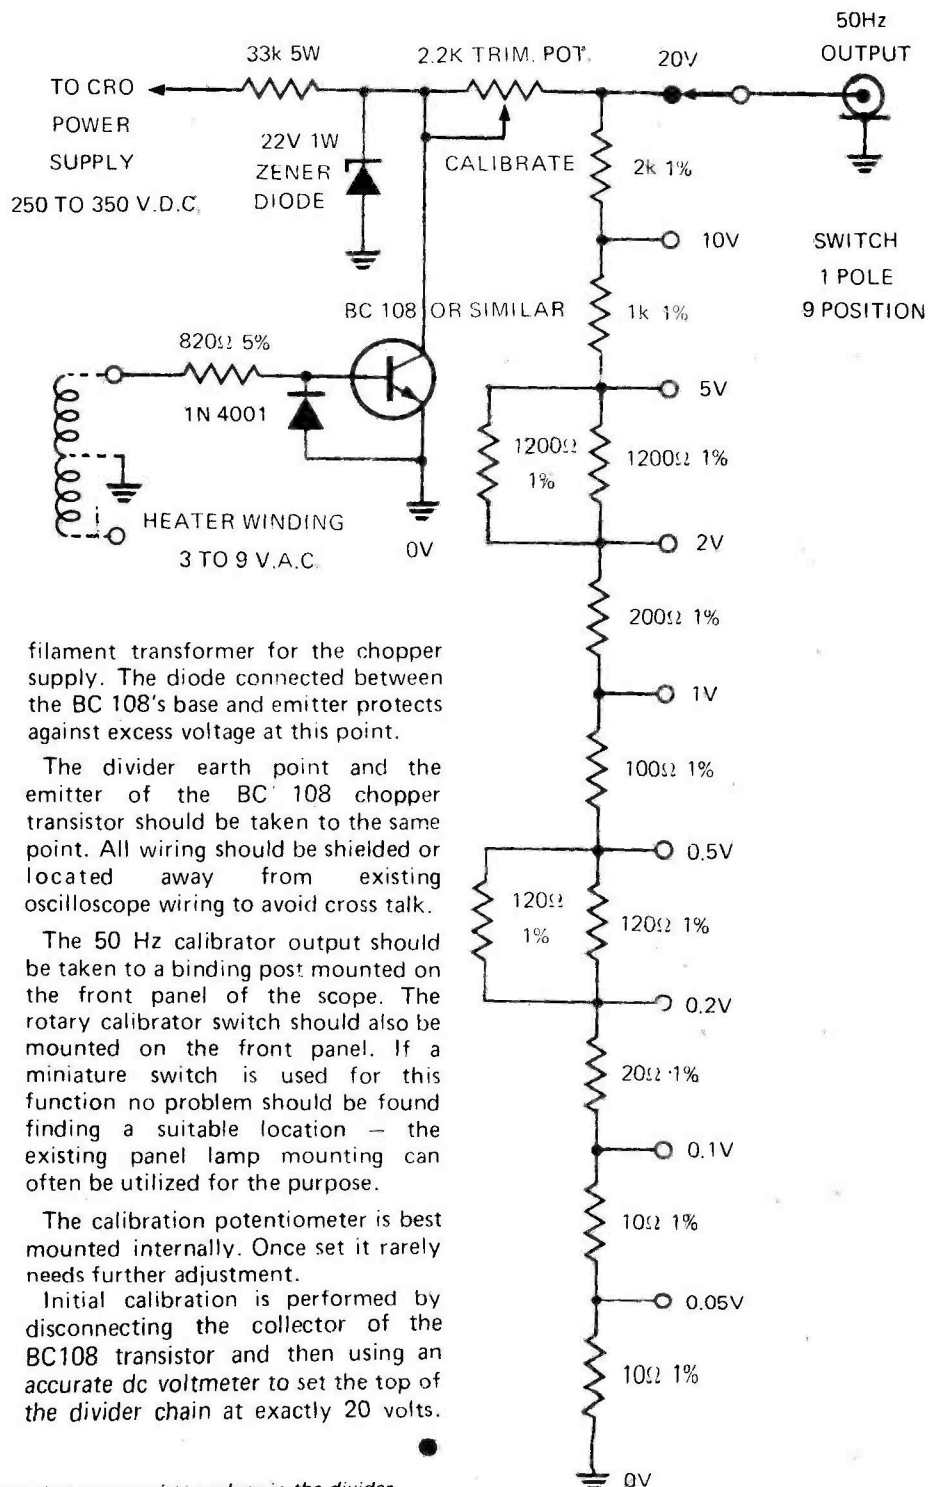 50Hz
OUTPUT
33k 5W
2.2K TRIM. POT.
20V
TO CRO
POWER
SUPPLY
250 TO 350 V.D.C.
22V 1W
ZENER
DIODE
CALIBRATE
2k 1%
10V
SWITCH
1 POLE
9 POSITION
BC 108 OR SIMILAR
1k 1%
820Ω 5%
5V
1N 4001
1200Ω
1%
1200Ω 1%
HEATER WINDING
3 TO 9 V.A.C.
0V
2V
200Ω 1%
1V
100Ω 1%
0.5V
120Ω
1%
120Ω 1%
0.2V
20Ω 1%
0.1V
10Ω 1%
0.05V
10Ω 1%
0V
filament transformer for the chopper
supply. The diode connected between
the BC 108's base and emitter protects
against excess voltage at this point.
The divider earth point and the
emitter of the BC 108 chopper
transistor should be taken to the same
point. All wiring should be shielded or
located away from existing
oscilloscope wiring to avoid cross talk.
The 50 Hz calibrator output should
be taken to a binding post mounted on
the front panel of the scope. The
rotary calibrator switch should also be
mounted on the front panel. If a
miniature switch is used for this
function no problem should be found
finding a suitable location — the
existing panel lamp mounting can
often be utilized for the purpose.
The calibration potentiometer is best
mounted internally. Once set it rarely
needs further adjustment.
Initial calibration is performed by
disconnecting the collector of the
BC108 transistor and then using an
accurate dc voltmeter to set the top of
the divider chain at exactly 20 volts.
in the divider